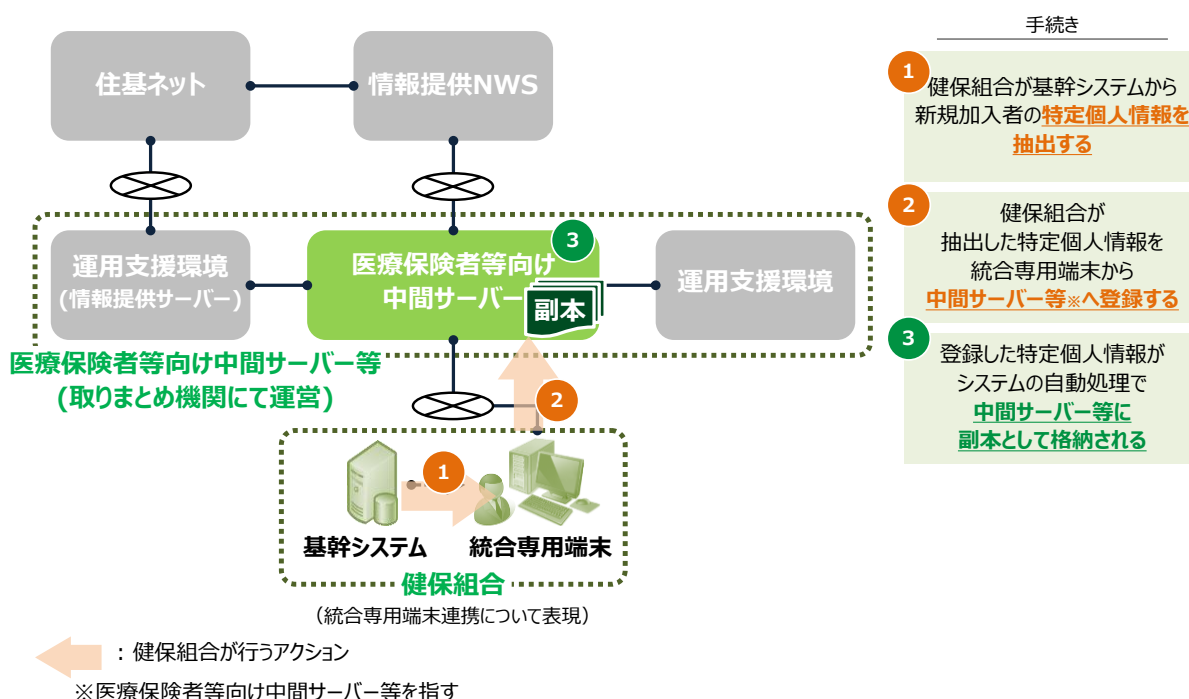 手続き
住基ネット
情報提供NWS
1
健保組合が基幹システムから
新規加入者の特定個人情報を
抽出する
2
健保組合が
抽出した特定個人情報を
統合専用端末から
中間サーバー等※へ登録する
3
登録した特定個人情報が
システムの自動処理で
中間サーバー等に
副本として格納される
運用支援環境
(情報提供サーバー)
医療保険者等向け
中間サーバー
3
副本
運用支援環境
医療保険者等向け中間サーバー等
(取りまとめ機関にて運営)
2
1
基幹システム
統合専用端末
健保組合
（統合専用端末連携について表現）
：健保組合が行うアクション
※医療保険者等向け中間サーバー等を指す